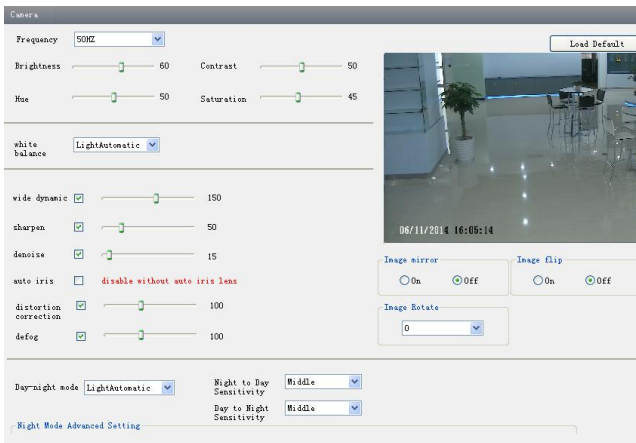 Camera
Frequency 50HZ
Load Default
Brightness 60 Contrast 50
Hue 50 Saturation 45
white balance LightAutomatic
wide dynamic 150
sharpen 50
06/11/2014 16:05:14
denoise 15
Image mirror Image flip
auto iris disable without auto iris lens
On Off On Off
distortion correction 100
Image Rotate
0
defog 100
Day-night mode LightAutomatic
Night to Day Sensitivity Middle
Day to Night Sensitivity Middle
Night Mode Advanced Setting